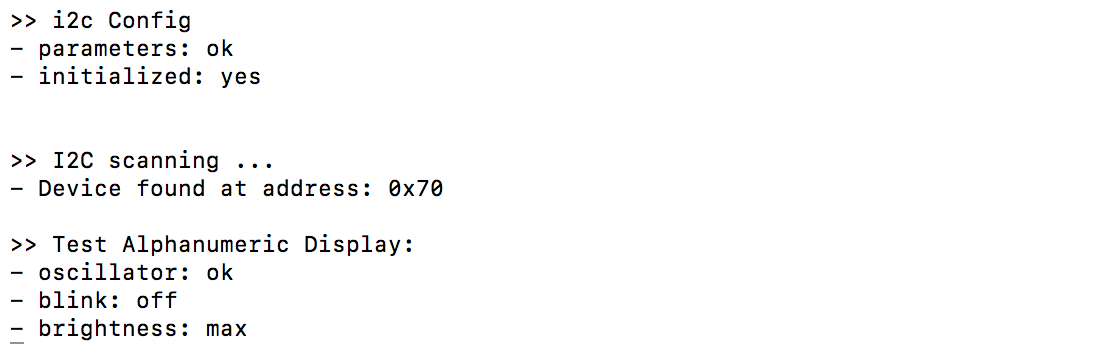 >> i2c Config
- parameters: ok
- initialized: yes
>> I2C scanning ...
- Device found at address: 0x70
>> Test Alphanumeric Display:
- oscillator: ok
- blink: off
- brightness: max